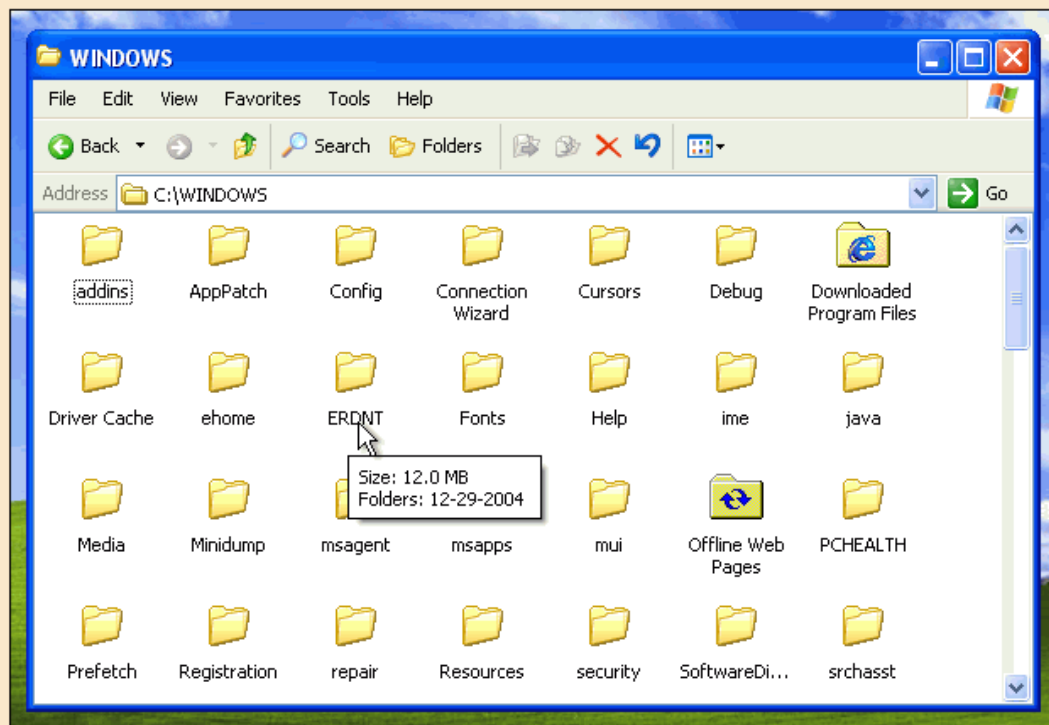 WINDOWS
File Edit View Favorites Tools Help
Back Search Folders
Address C:\WINDOWS Go
addins AppPatch Config Connection Wizard Cursors Debug Downloaded Program Files
Driver Cache ehome ERDNT Fonts Help ime java
Size: 12.0 MB
Folders: 12-29-2004
Media Minidump msagent msapps mui Offline Web Pages PCHEALTH
Prefetch Registration repair Resources security SoftwareDi... srchasst